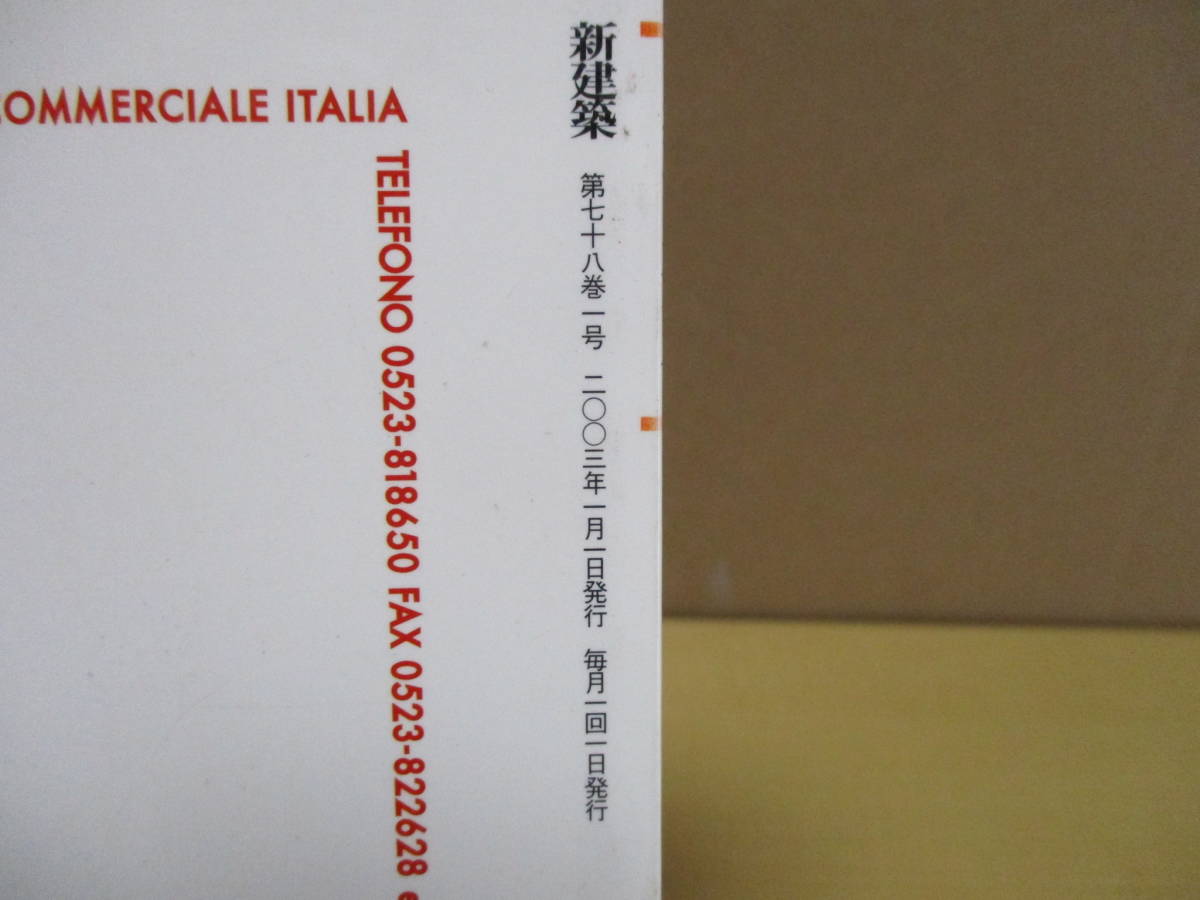 COMMERCIALE ITALIA
TELEFONO 0523-818650 FAX 0523-822628 e
新建築 第七十八巻一号 二〇〇三年一月一日発行 毎月一回一日発行